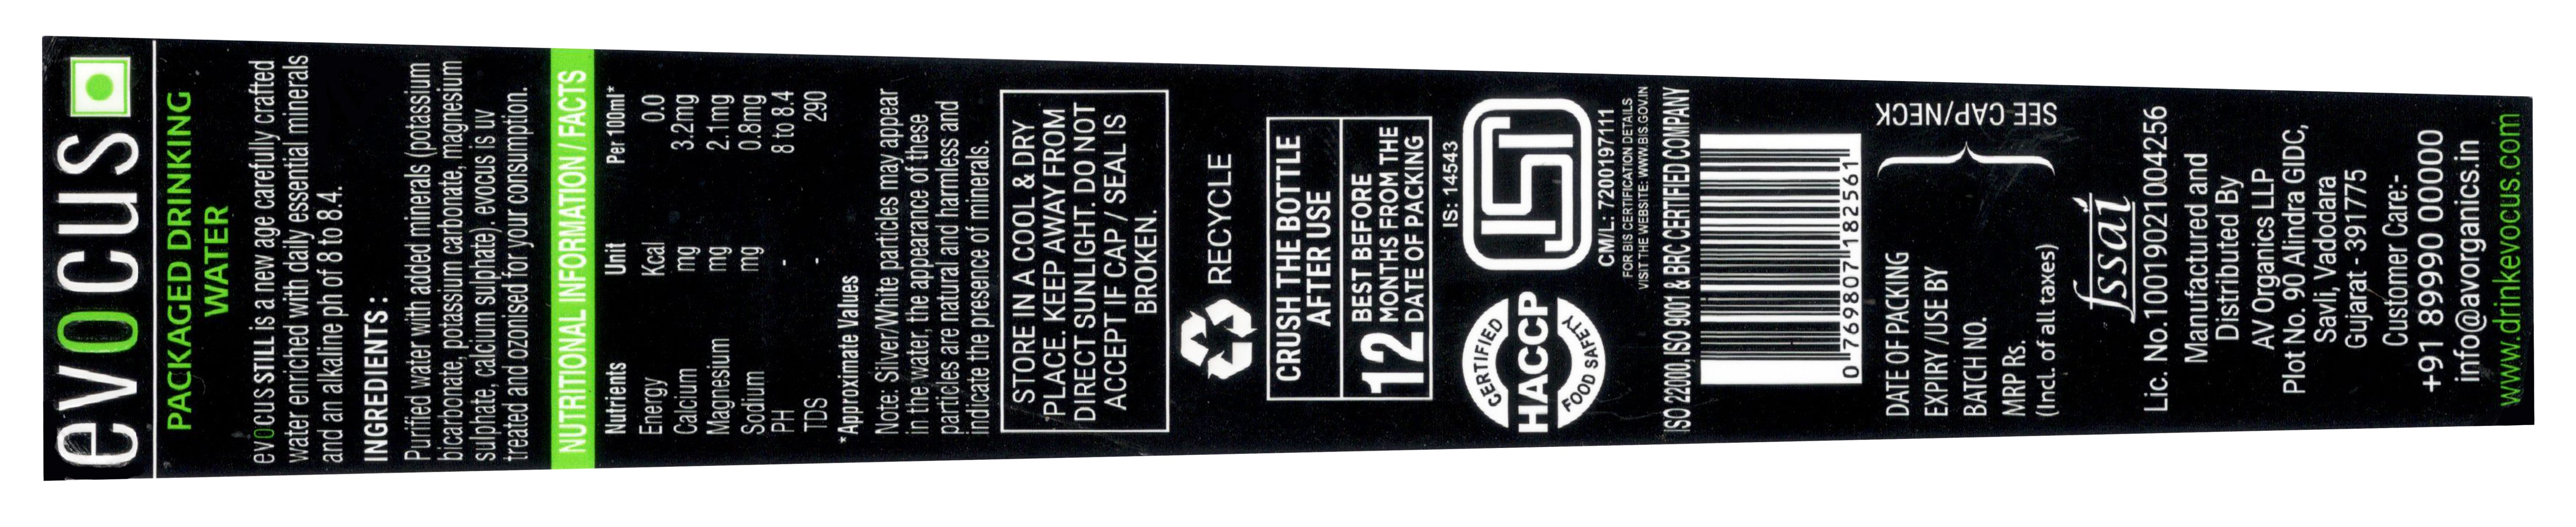 evocus
PACKAGED DRINKING
WATER
evOCUS STILL is a new age carefully crafted
water enriched with daily essential minerals
and an alkaline ph of 8 to 8.4.
INGREDIENTS :
Purified water with added minerals (potassium
bicarbonate, potassium carbonate, magnesium
sulphate, calcium sulphate). evocus is uv
treated and ozonised for your consumption.
NUTRITIONAL INFORMATION / FACTS
Nutrients Unit Per 100ml*
Energy Kcal 0.0
Calcium mg 3.2mg
Magnesium mg 2.1mg
Sodium mg 0.8mg
PH - 8 to 8.4
TDS - 290
*Approximate Values
Note: Silver/White particles may appear
in the water, the appearance of these
particles are natural and harmless and
indicate the presence of minerals.
STORE IN A COOL & DRY
PLACE. KEEP AWAY FROM
DIRECT SUNLIGHT. DO NOT
ACCEPT IF CAP / SEAL IS
BROKEN.
RECYCLE
CRUSH THE BOTTLE
AFTER USE
12 BEST BEFORE
MONTHS FROM THE
DATE OF PACKING
CERTIFIED
HACCP
FOOD SAFETY
IS: 14543
ISI
CM/L: 7200197111
FOR BIS CERTIFICATION DETAILS
VISIT THE WEBSITE: WWW.BIS.GOV.IN
ISO 22000, ISO 9001 & BRC CERTIFIED COMPANY
0 769807 182561
DATE OF PACKING
EXPIRY /USE BY
BATCH NO.
MRP Rs.
(Incl. of all taxes)
SEE CAP/NECK
fssai
Lic. No.10019021004256
Manufactured and
Distributed By
AV Organics LLP
Plot No. 90 Alindra GIDC,
Savli, Vadodara
Gujarat - 391775
Customer Care:-
+91 89990 00000
info@avorganics.in
www.drinkevocus.com